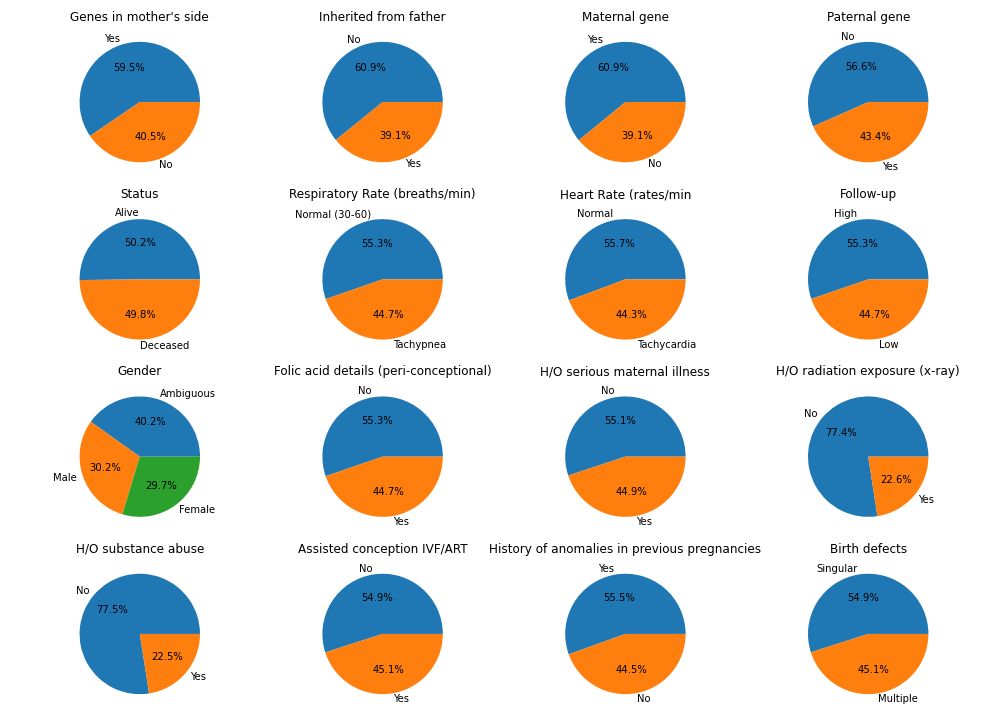 Genes in mother's side
Yes
59.5%
40.5%
No
Inherited from father
No
60.9%
39.1%
Yes
Maternal gene
Yes
60.9%
39.1%
No
Paternal gene
No
56.6%
43.4%
Yes
Status
Alive
50.2%
49.8%
Deceased
Respiratory Rate (breaths/min)
Normal (30-60)
55.3%
44.7%
Tachypnea
Heart Rate (rates/min
Normal
55.7%
44.3%
Tachycardia
Follow-up
High
55.3%
44.7%
Low
Gender
Ambiguous
40.2%
30.2%
Male
29.7%
Female
Folic acid details (peri-conceptional)
No
55.3%
44.7%
Yes
H/O serious maternal illness
No
55.1%
44.9%
Yes
H/O radiation exposure (x-ray)
No
77.4%
22.6%
Yes
H/O substance abuse
No
77.5%
22.5%
Yes
Assisted conception IVF/ART
No
54.9%
45.1%
Yes
History of anomalies in previous pregnancies
Yes
55.5%
44.5%
No
Birth defects
Singular
54.9%
45.1%
Multiple